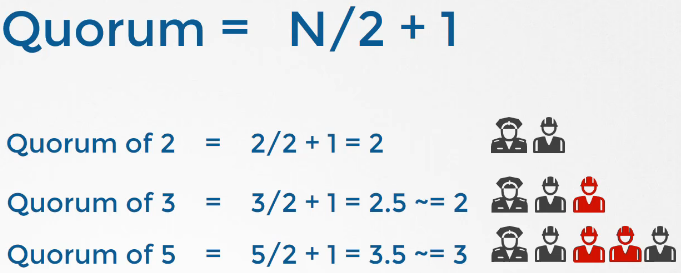 Quorum = N/2 + 1
Quorum of 2 = 2/2 + 1 = 2
Quorum of 3 = 3/2 + 1 = 2.5 ~= 2
Quorum of 5 = 5/2 + 1 = 3.5 ~= 3